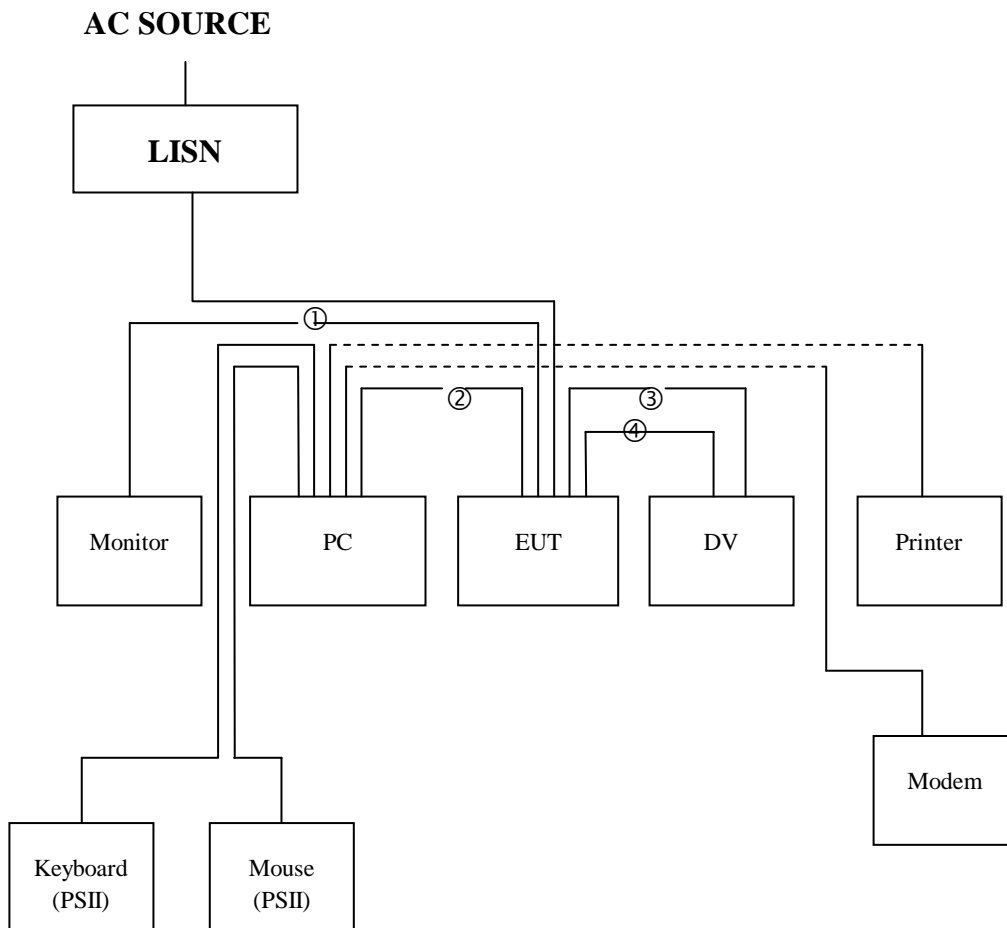 AC SOURCE
LISN
①
②
③
④
Monitor
PC
EUT
DV
Printer
Modem
Keyboard
(PSII)
Mouse
(PSII)